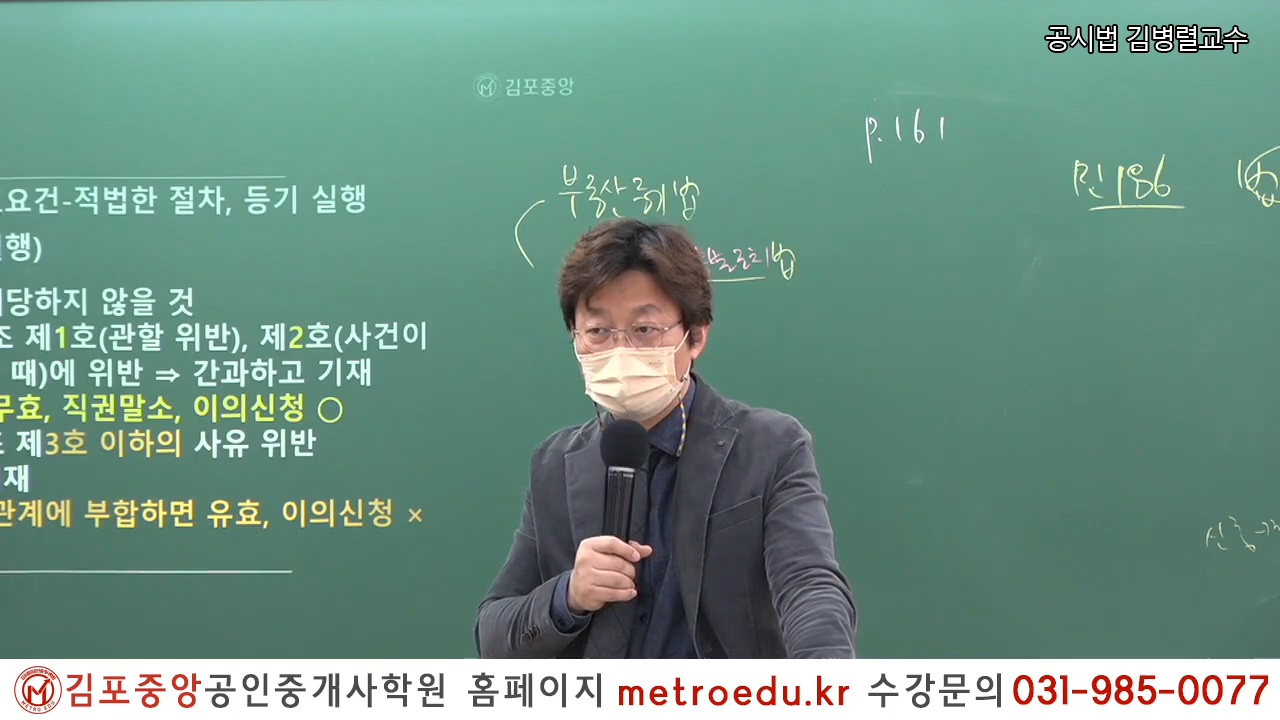 공시법 김병렬교수
김포중앙
p.161
부동산등기법
민186
법
요건-적법한 절차, 등기 실행
행)
당하지 않을 것
조 제1호(관할 위반), 제2호(사건이
때)에 위반 ⇒ 간과하고 기재
무효, 직권말소, 이의신청 ○
제3호 이하의 사유 위반
재
관계에 부합하면 유효, 이의신청 ×
METRO EDU
김포중앙공인중개사학원 홈페이지 metroedu.kr 수강문의 031-985-0077